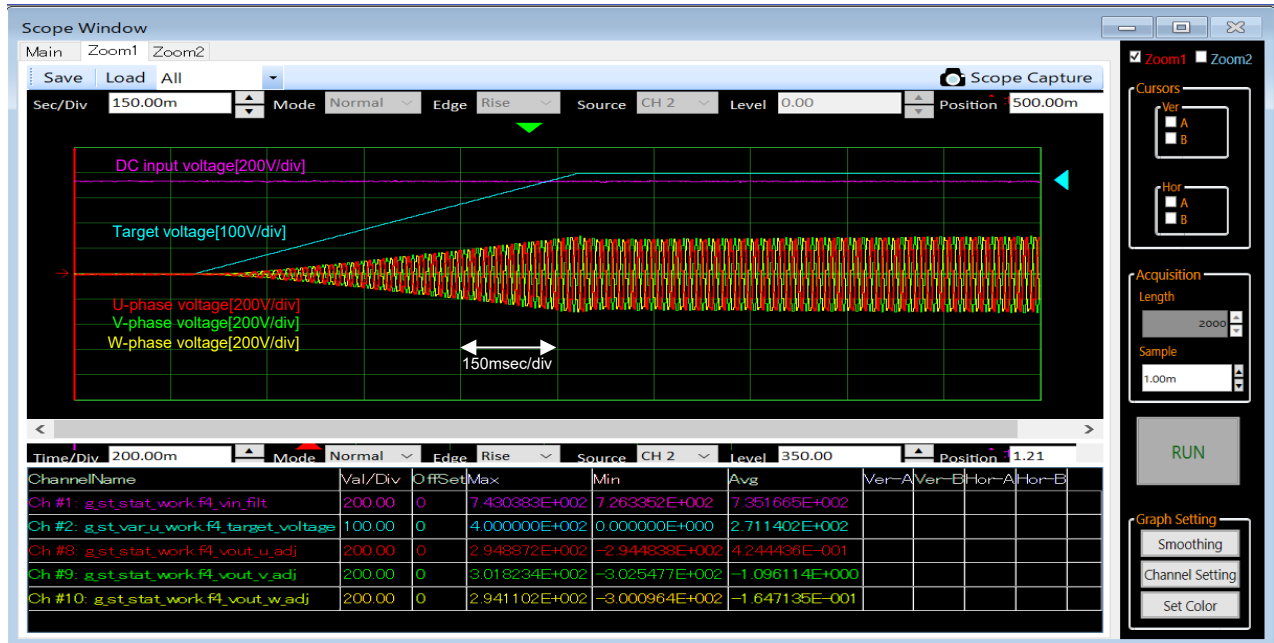 Scope Window
Main Zoom1 Zoom2
Save Load All Scope Capture
Sec/Div 150.00m Mode Normal Edge Rise Source CH 2 Level 0.00 Position 500.00m
DC input voltage[200V/div]
Target voltage[100V/div]
U-phase voltage[200V/div]
V-phase voltage[200V/div]
W-phase voltage[200V/div]
150msec/div
Time/Div 200.00m Mode Normal Edge Rise Source CH 2 Level 350.00 Position 1.21
ChannelName Val/Div OffSet Max Min Avg Ver-A Ver-B Hor-A Hor-B
Ch #1: g_st_stat_work.f4_vin_filt 200.00 0 7.430383E+002 7.263352E+002 7.351665E+002
Ch #2: g_st_var_u_work.f4_target_voltage 100.00 0 4.000000E+002 0.000000E+000 2.711402E+002
Ch #8: g_st_stat_work.f4_vout_u_adj 200.00 0 2.948872E+002 -2.944838E+002 4.244436E-001
Ch #9: g_st_stat_work.f4_vout_v_adj 200.00 0 3.018234E+002 -3.025477E+002 -1.096114E+000
Ch #10: g_st_stat_work.f4_vout_w_adj 200.00 0 2.941102E+002 -3.000964E+002 -1.647135E-001
Zoom1 Zoom2
Cursors
Ver
A
B
Hor
A
B
Acquisition
Length
2000
Sample
1.00m
RUN
Graph Setting
Smoothing
Channel Setting
Set Color